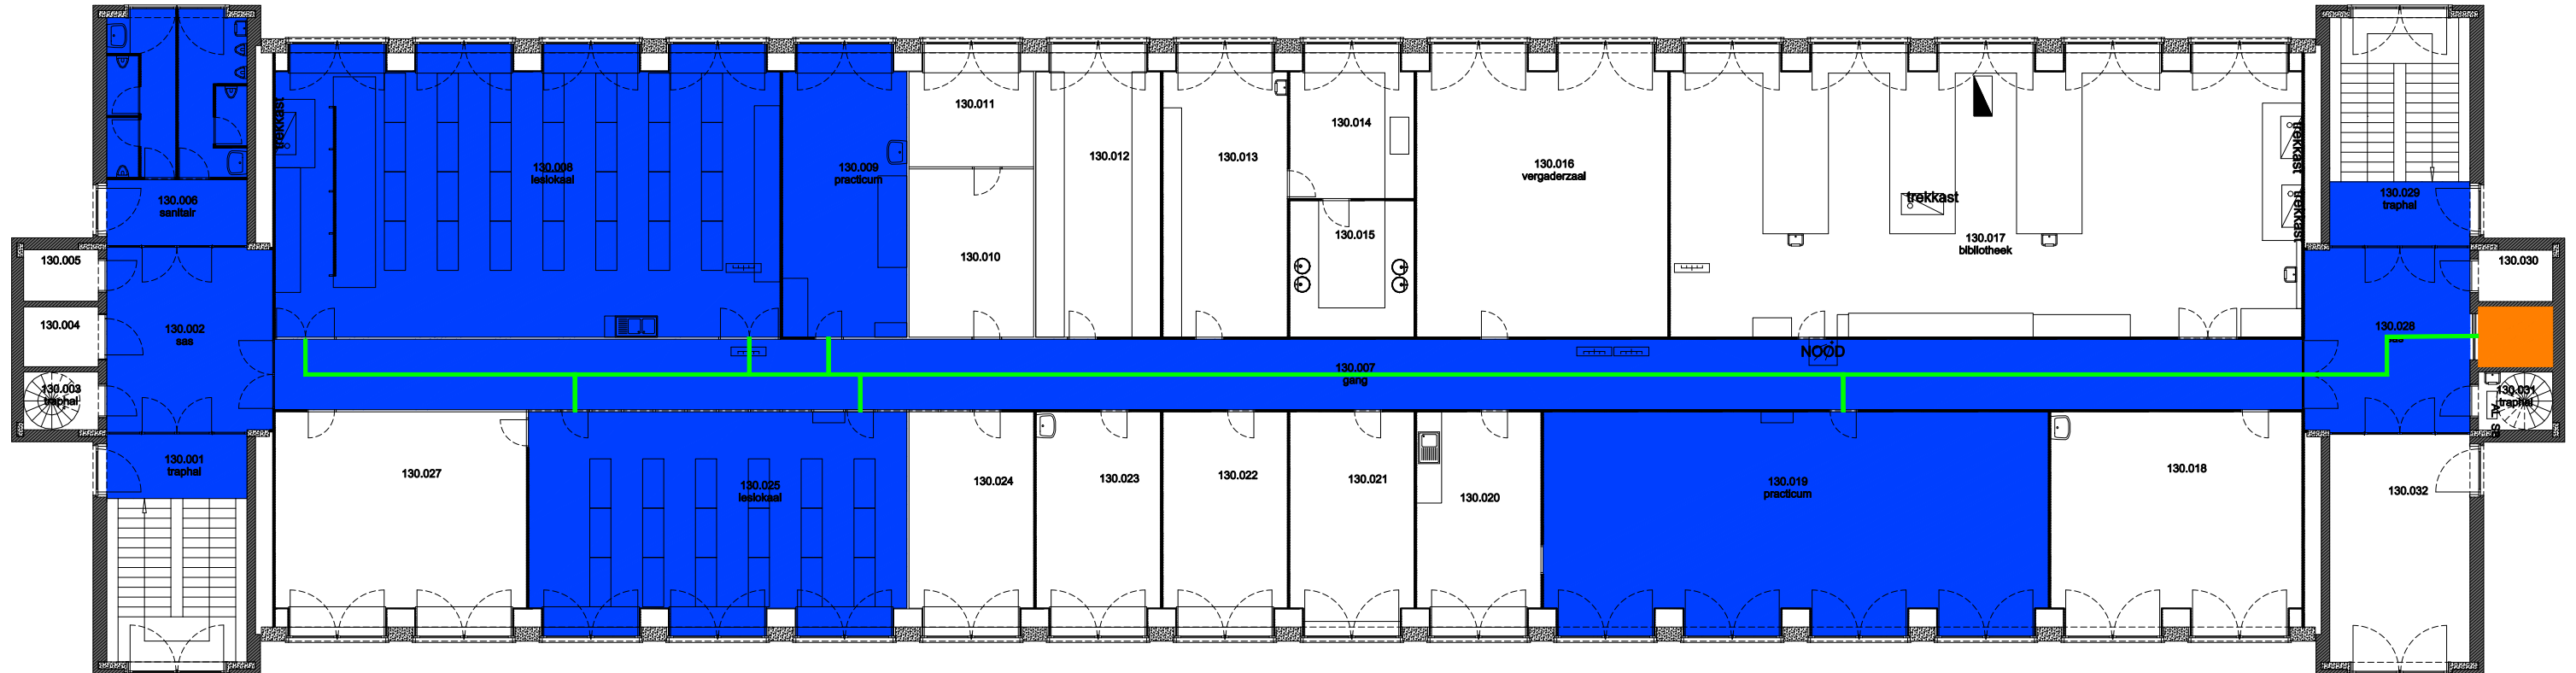 130.011
130.014
130.012
130.013
130.008
leslokaal
130.009
practicum
130.016
vergaderzaal
trekkast
trekkast
trekkast
trekkast
130.006
sanitair
130.029
traphal
130.015
130.017
bibliotheek
130.010
130.005
130.030
130.004
130.002
sas
130.028
NOOD
130.007
gang
130.003
traphal
130.031
traphal
130.001
traphal
130.027
130.025
leslokaal
130.024
130.023
130.022
130.021
130.020
130.019
practicum
130.018
130.032